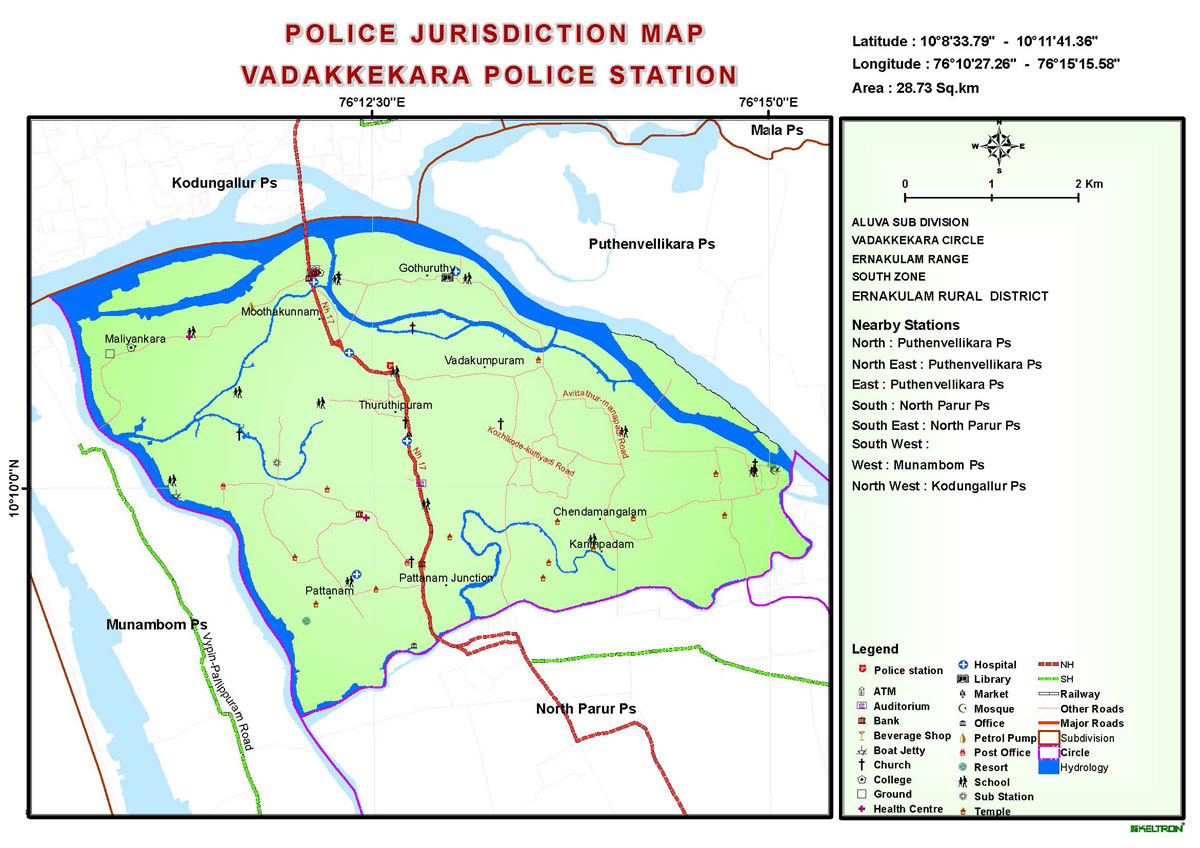 POLICE JURISDICTION MAP
VADAKKEKARA POLICE STATION
Latitude : 10°8'33.79" - 10°11'41.36"
Longitude : 76°10'27.26" - 76°15'15.58"
Area : 28.73 Sq.km
76°12'30"E
76°15'0"E
10°10'0"N
Mala Ps
Kodungallur Ps
Puthenvellikara Ps
Gothuruthy
Moothakunnam
Nh 17
Maliyankara
Vadakumpuram
Thuruthipuram
Avittathur-manapadi Road
Kozhikode-kuttiyadi Road
Nh 17
Chendamangalam
Karimpadam
Pattanam Junction
Pattanam
Munambom Ps
Vypin-Pallippuram Road
North Parur Ps
N
W
E
S
0
1
2 Km
ALUVA SUB DIVISION
VADAKKEKARA CIRCLE
ERNAKULAM RANGE
SOUTH ZONE
ERNAKULAM RURAL DISTRICT
Nearby Stations
North : Puthenvellikara Ps
North East : Puthenvellikara Ps
East : Puthenvellikara Ps
South : North Parur Ps
South East : North Parur Ps
South West :
West : Munambom Ps
North West : Kodungallur Ps
Legend
Police station
ATM
Auditorium
Bank
Beverage Shop
Boat Jetty
Church
College
Ground
Health Centre
Hospital
Library
Market
Mosque
Office
Petrol Pump
Post Office
Resort
School
Sub Station
Temple
NH
SH
Railway
Other Roads
Major Roads
Subdivision
Circle
Hydrology
KELTRON